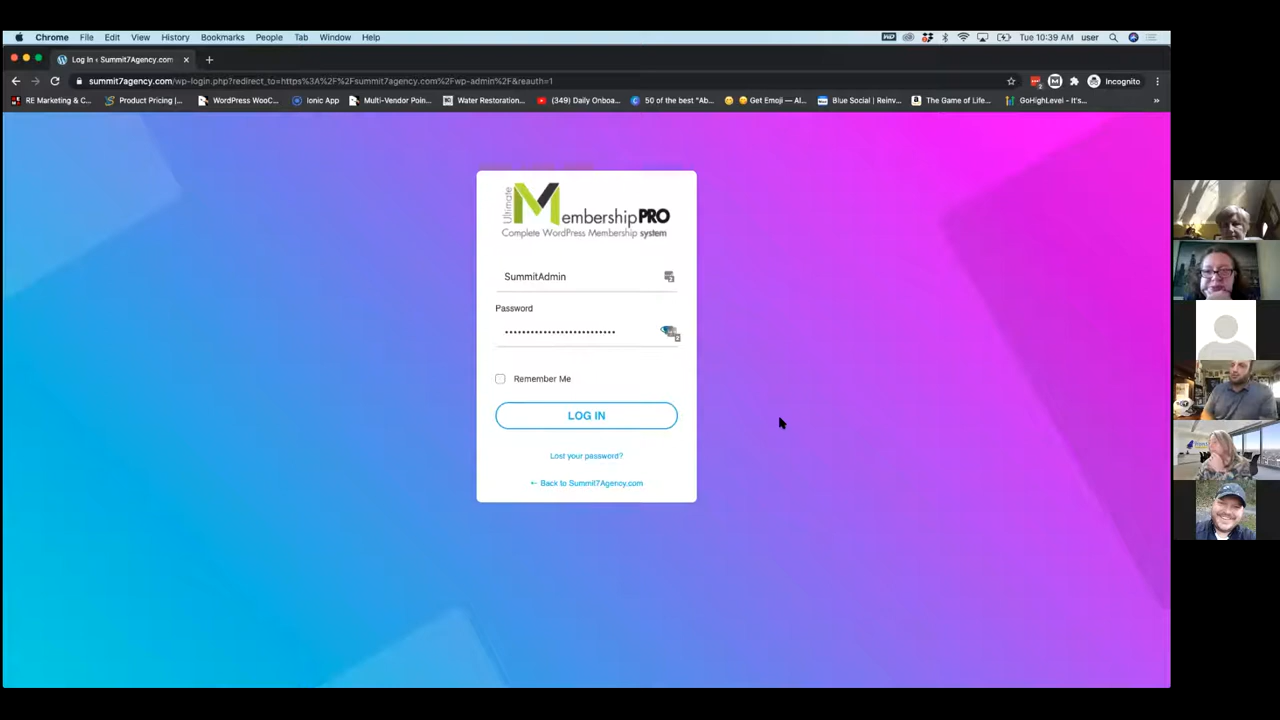 Chrome File Edit View History Bookmarks People Tab Window Help Tue 10:39 AM user
Log In ‹ Summit7Agency.com
summit7agency.com/wp-login.php?redirect_to=https%3A%2F%2Fsummit7agency.com%2Fwp-admin%2F&reauth=1 Incognito
RE Marketing & C... Product Pricing |... WordPress WooC... Ionic App Multi-Vendor Poin... Water Restoration... (349) Daily Onboa... 50 of the best "Ab... Get Emoji — Al... Blue Social | Reinv... The Game of Life... GoHighLevel - It's... »
Ultimate
MembershipPRO
Complete WordPress Membership system
SummitAdmin
Password
••••••••••••••••••••••••••
Remember Me
LOG IN
Lost your password?
← Back to Summit7Agency.com